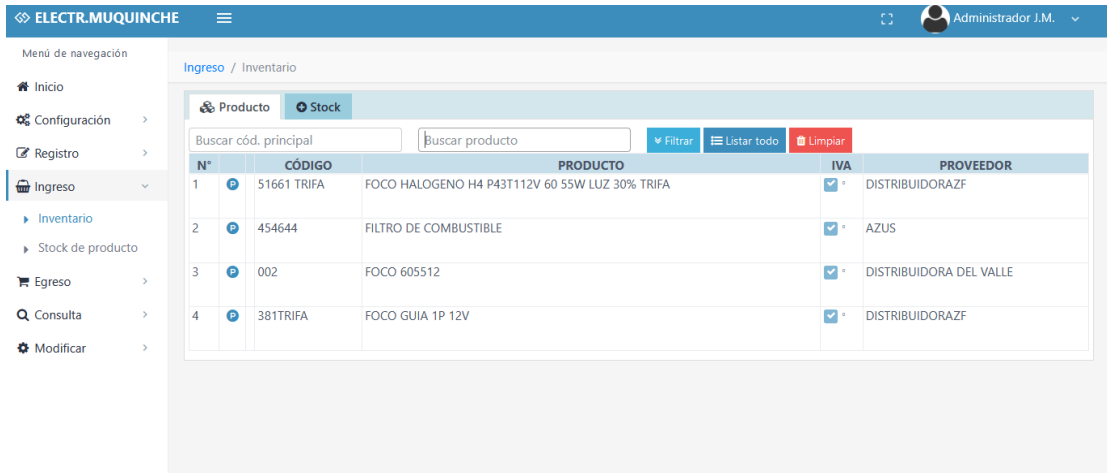 ELECTR.MUQUINCHE
Administrador J.M.
Menú de navegación
Inicio
Configuración
Registro
Ingreso
Inventario
Stock de producto
Egreso
Consulta
Modificar
Ingreso / Inventario
Producto Stock
Buscar cód. principal Buscar producto Filtrar Listar todo Limpiar
N° CÓDIGO PRODUCTO IVA PROVEEDOR
1 P 51661 TRIFA FOCO HALOGENO H4 P43T112V 60 55W LUZ 30% TRIFA ° DISTRIBUIDORAZF
2 P 454644 FILTRO DE COMBUSTIBLE ° AZUS
3 P 002 FOCO 605512 ° DISTRIBUIDORA DEL VALLE
4 P 381TRIFA FOCO GUIA 1P 12V ° DISTRIBUIDORAZF